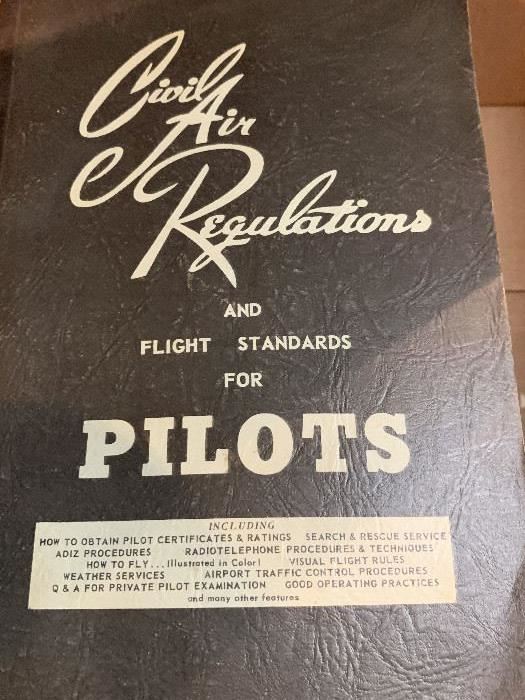 Civil
Air
Regulations
AND
FLIGHT STANDARDS
FOR
PILOTS
INCLUDING
HOW TO OBTAIN PILOT CERTIFICATES & RATINGS SEARCH & RESCUE SERVICE
ADIZ PROCEDURES RADIOTELEPHONE PROCEDURES & TECHNIQUES
HOW TO FLY...Illustrated in Color! VISUAL FLIGHT RULES
WEATHER SERVICES AIRPORT TRAFFIC CONTROL PROCEDURES
Q & A FOR PRIVATE PILOT EXAMINATION GOOD OPERATING PRACTICES
and many other features